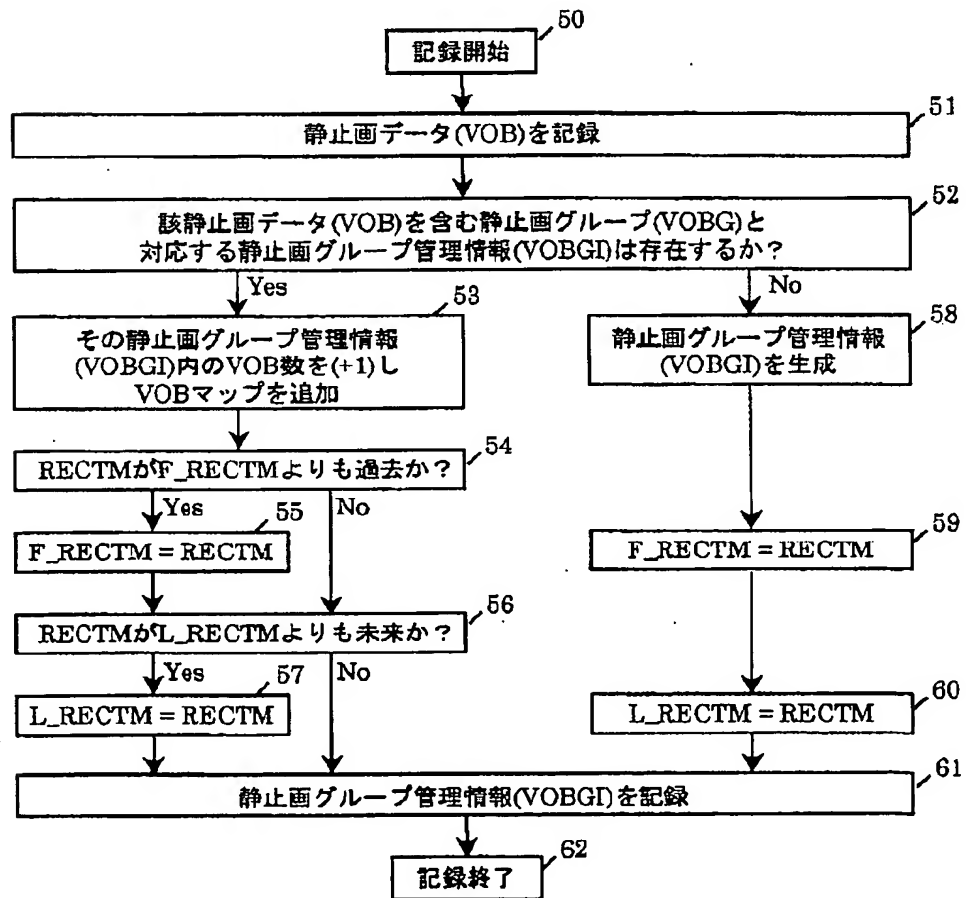 50
記録開始
51
静止画データ(VOB)を記録
52
該静止画データ(VOB)を含む静止画グループ(VOBG)と
対応する静止画グループ管理情報(VOBGI)は存在するか？
Yes
No
53
その静止画グループ管理情報
(VOBGI)内のVOB数を(+1)し
VOBマップを追加
58
静止画グループ管理情報
(VOBGI)を生成
54
RECTMがF_RECTMよりも過去か？
Yes
No
55
F_RECTM = RECTM
59
F_RECTM = RECTM
56
RECTMがL_RECTMよりも未来か？
Yes
No
57
L_RECTM = RECTM
60
L_RECTM = RECTM
61
静止画グループ管理情報(VOBGI)を記録
62
記録終了